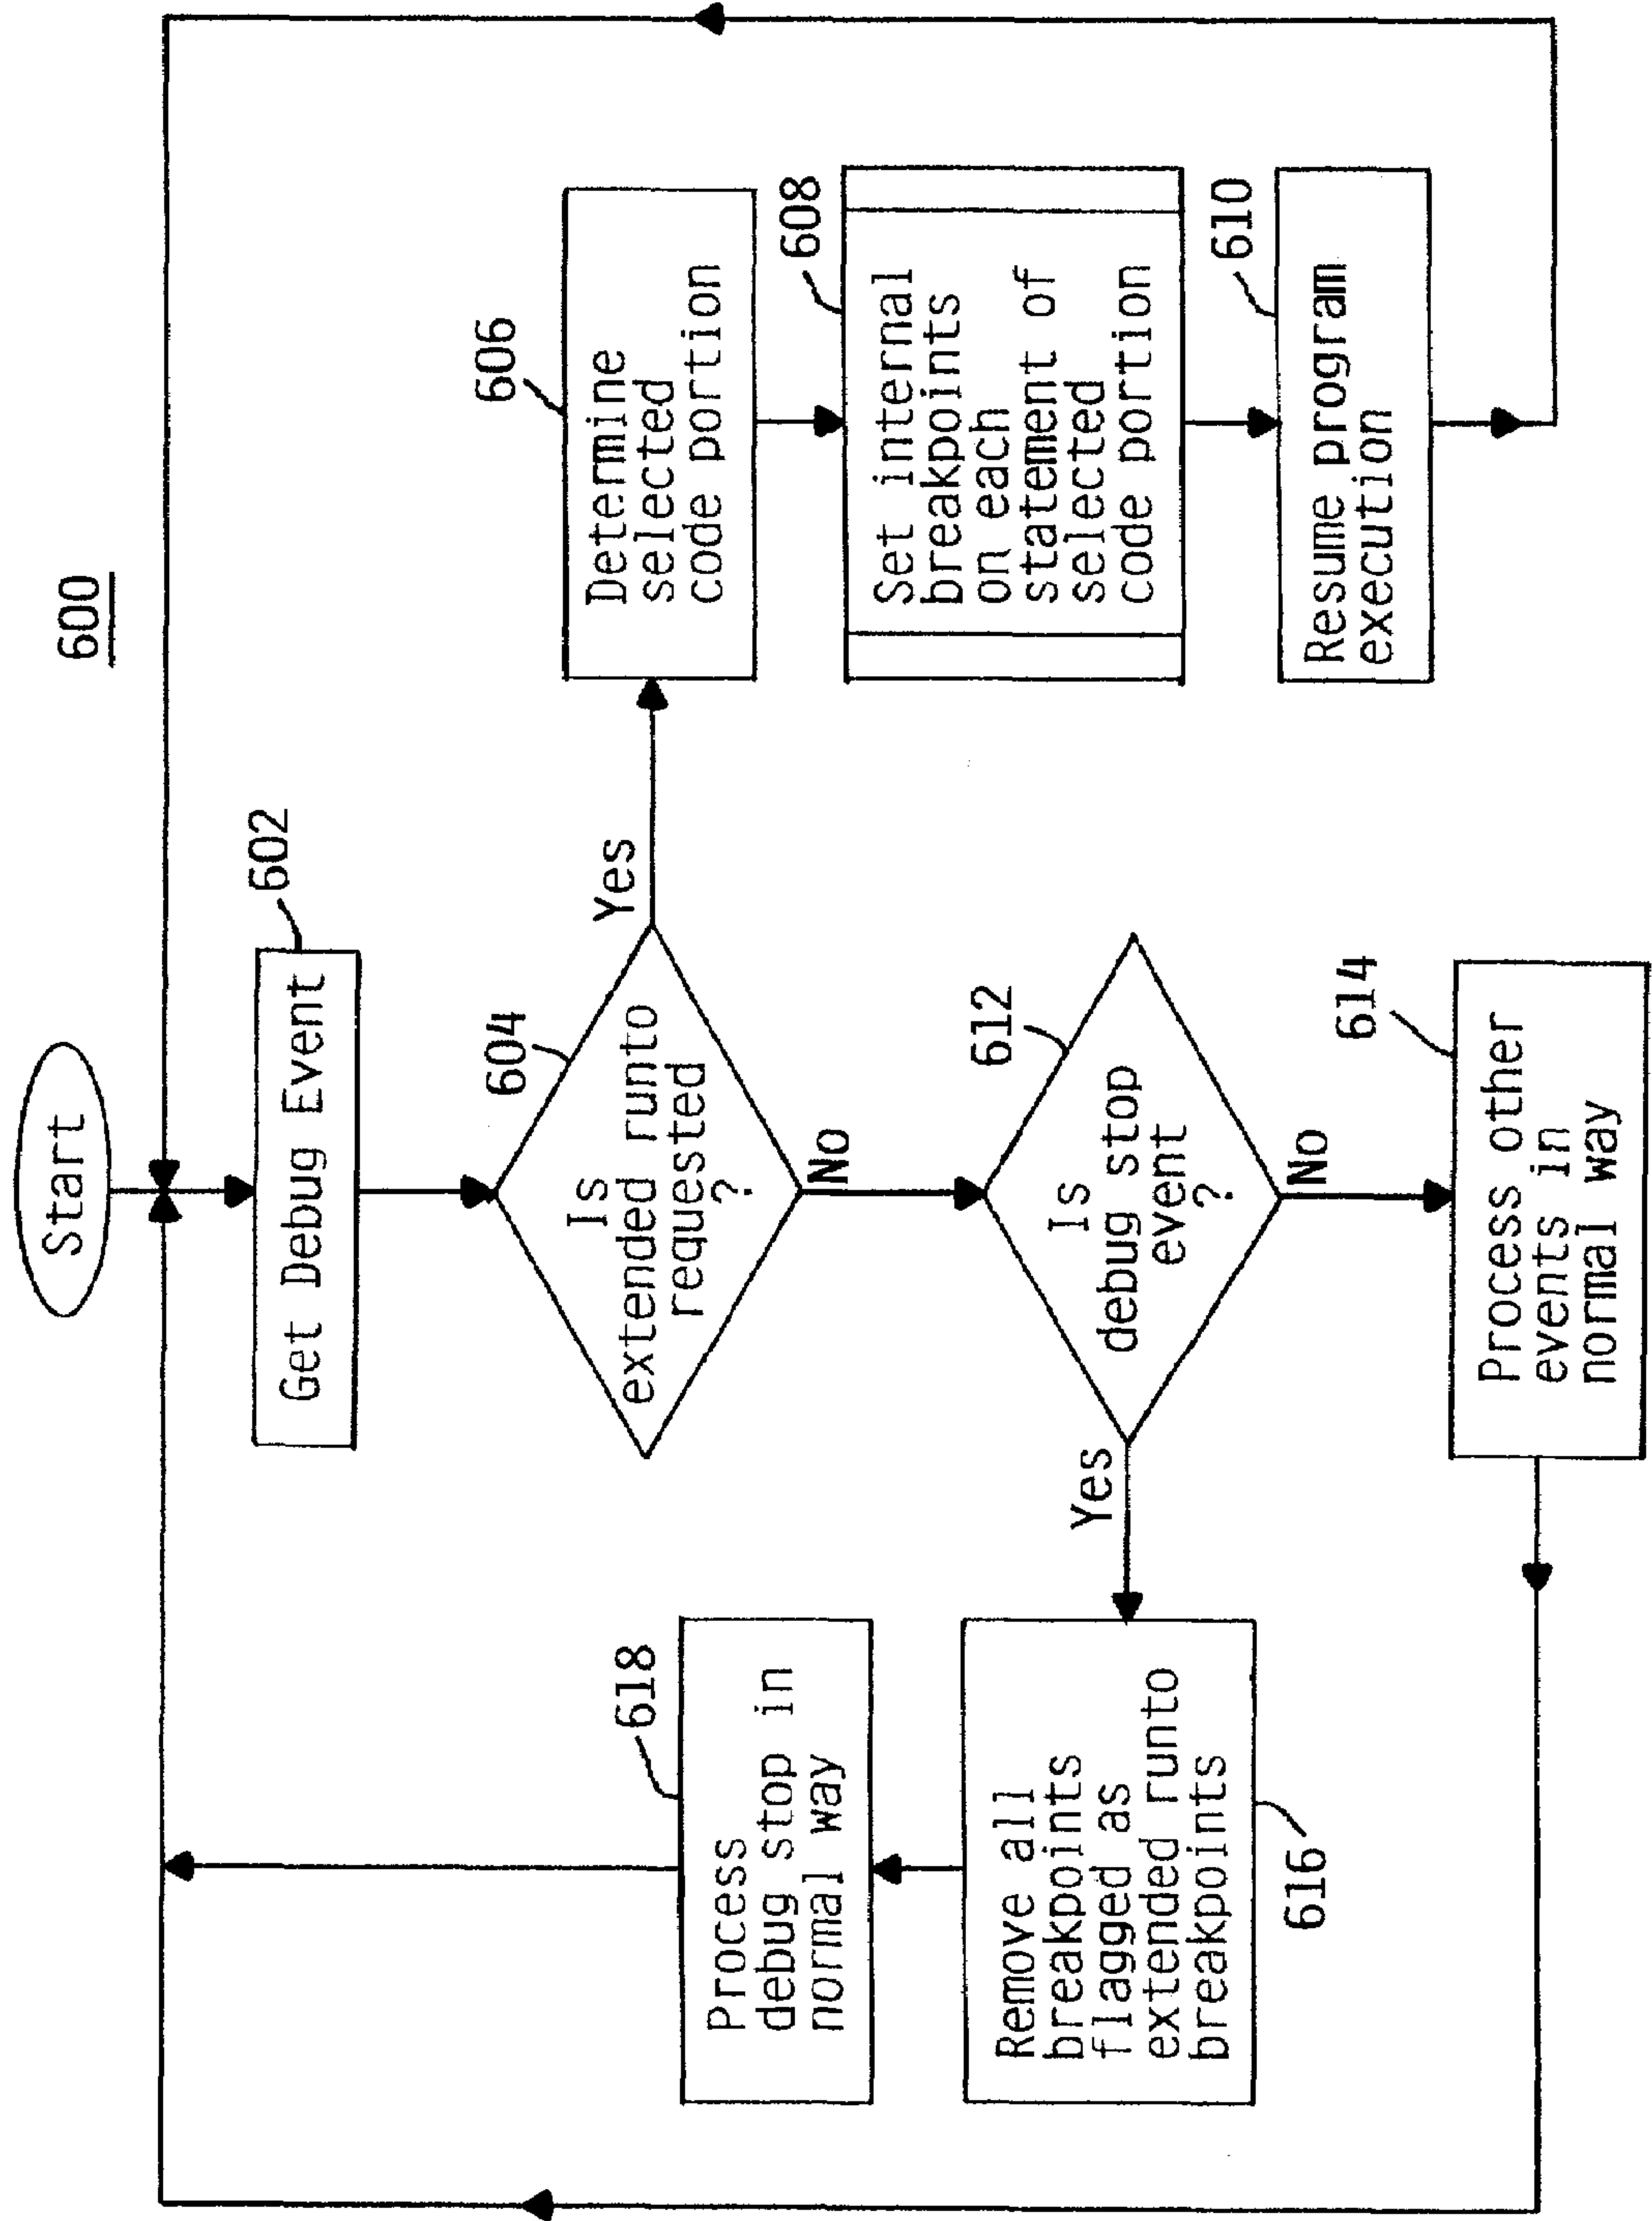 600
Start
602
Get Debug Event
604
Is
extended runto
requested
?
Yes
No
606
Determine
selected
code portion
608
Set internal
breakpoints
on each
statement of
selected
code portion
610
Resume program
execution
612
Is
debug stop
event
?
Yes
No
614
Process other
events in
normal way
616
Remove all
breakpoints
flagged as
extended runto
breakpoints
618
Process
debug stop in
normal way